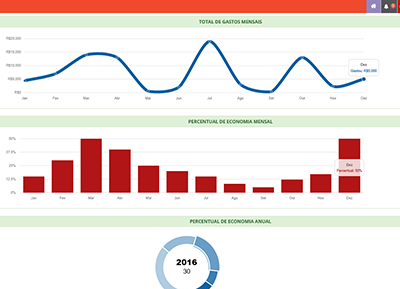 TOTAL DE GASTOS MENSAIS
R$20,000
R$15,000
R$10,000
R$5,000
R$0
Dez
Gastos: R$5,000
Jan Fev Mar Abr Mai Jun Jul Ago Set Out Nov Dez
PERCENTUAL DE ECONOMIA MENSAL
50%
37.5%
25%
12.5%
0%
Dez
Percentual: 50%
Jan Fev Mar Abr Mai Jun Jul Ago Set Out Nov Dez
PERCENTUAL DE ECONOMIA ANUAL
2016
30